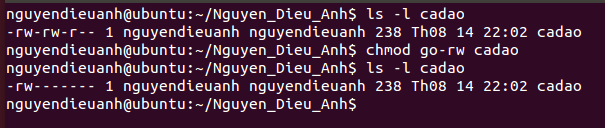 nguyendieuanh@ubuntu:~/Nguyen_Dieu_Anh$ ls -l cadao
-rw-rw-r-- 1 nguyendieuanh nguyendieuanh 238 Th08 14 22:02 cadao
nguyendieuanh@ubuntu:~/Nguyen_Dieu_Anh$ chmod go-rw cadao
nguyendieuanh@ubuntu:~/Nguyen_Dieu_Anh$ ls -l cadao
-rw------- 1 nguyendieuanh nguyendieuanh 238 Th08 14 22:02 cadao
nguyendieuanh@ubuntu:~/Nguyen_Dieu_Anh$